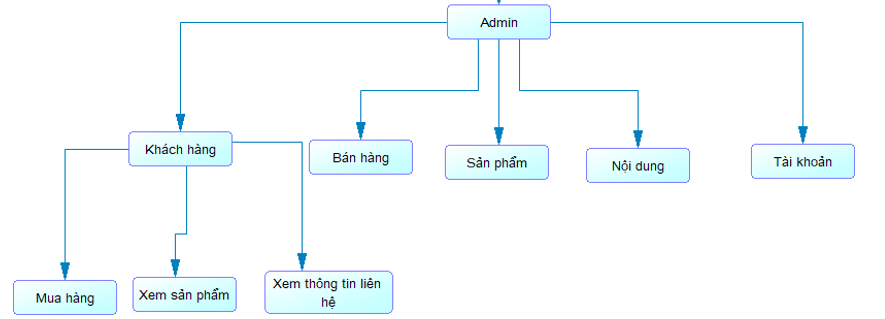 Admin
Khách hàng
Bán hàng
Sản phẩm
Nội dung
Tài khoản
Mua hàng
Xem sản phẩm
Xem thông tin liên
hệ